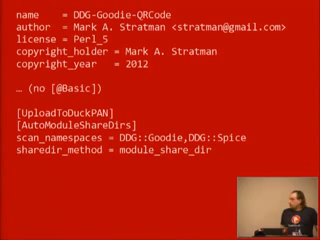 name    = DDG-Goodie-QRCode
author  = Mark A. Stratman <stratman@gmail.com>
license = Perl_5
copyright_holder = Mark A. Stratman
copyright_year   = 2012
… (no [@Basic])
[UploadToDuckPAN]
[AutoModuleShareDirs]
scan_namespaces = DDG::Goodie,DDG::Spice
sharedir_method = module_share_dir